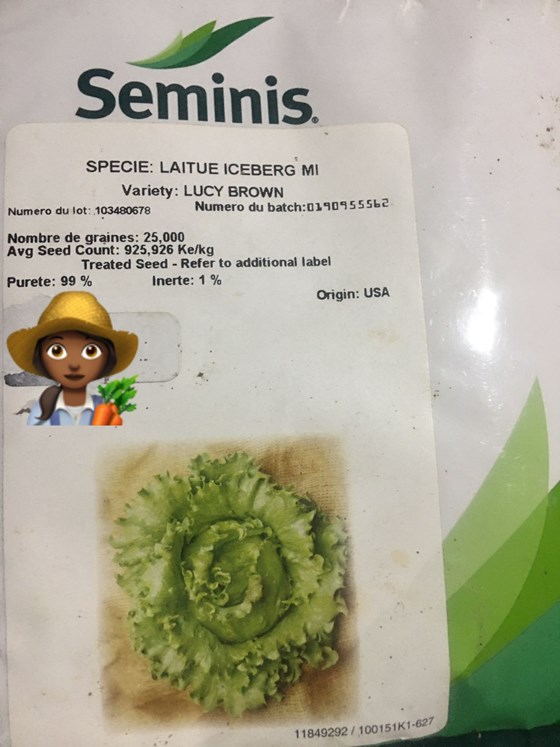 Seminis®
SPECIE: LAITUE ICEBERG MI
Variety: LUCY BROWN
Numero du lot: 103480678 Numero du batch:0190955562
Nombre de graines: 25,000
Avg Seed Count: 925,926 Ke/kg
Treated Seed - Refer to additional label
Purete: 99 % Inerte: 1 %
Origin: USA
11849292 / 100151K1-627